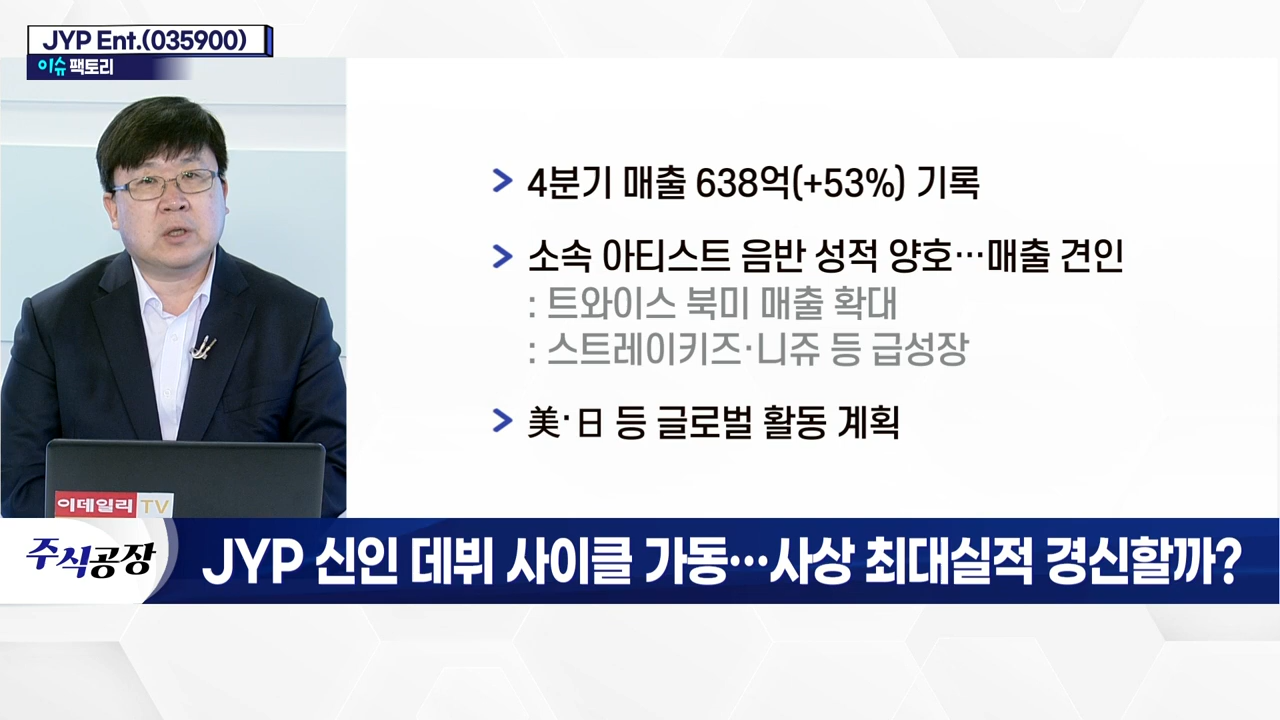 JYP Ent.(035900)
이슈 팩토리
> 4분기 매출 638억(+53%) 기록
> 소속 아티스트 음반 성적 양호…매출 견인
: 트와이스 북미 매출 확대
: 스트레이키즈·니쥬 등 급성장
> 美·日 등 글로벌 활동 계획
이데일리 TV
주식공장
JYP 신인 데뷔 사이클 가동…사상 최대실적 경신할까?